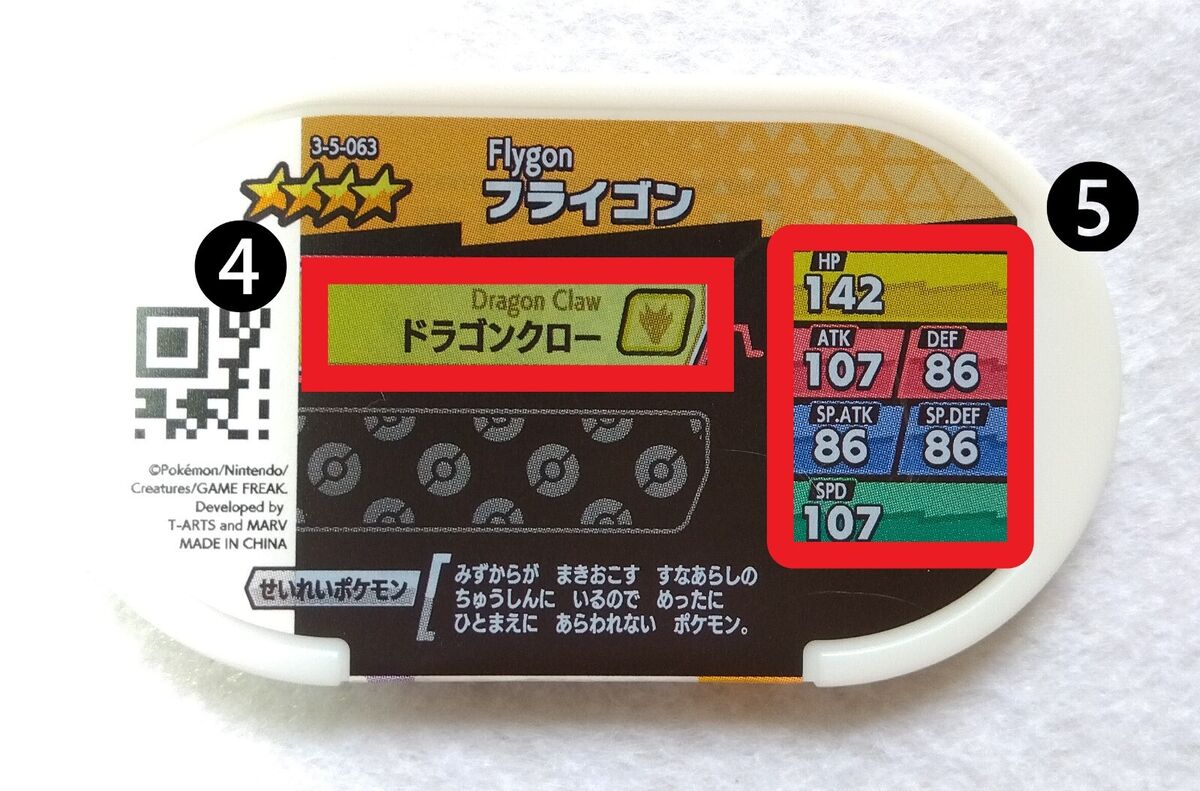 3-5-063
Flygon
フライゴン
4
5
Dragon Claw
ドラゴンクロー
HP
142
ATK
107
DEF
86
SP.ATK
86
SP.DEF
86
SPD
107
©Pokémon/Nintendo/
Creatures/GAME FREAK.
Developed by
T-ARTS and MARV
MADE IN CHINA
せいれいポケモン
みずからが まきおこす すなあらしの
ちゅうしんに いるので めったに
ひとまえに あらわれない ポケモン。